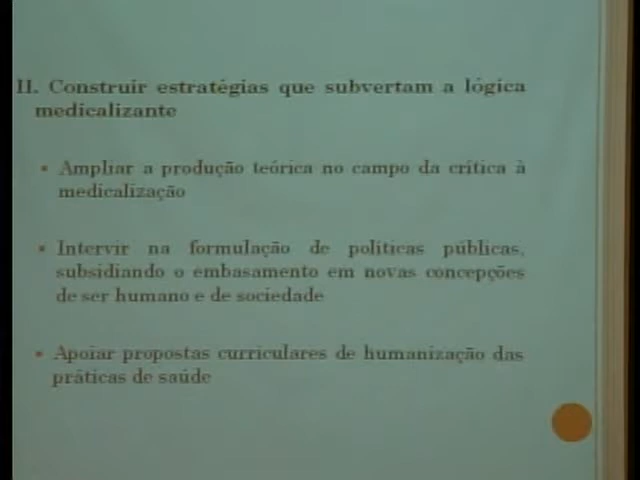 II. Construir estratégias que subvertam a lógica
medicalizante
• Ampliar a produção teórica no campo da crítica à
medicalização
• Intervir na formulação de políticas públicas,
subsidiando o embasamento em novas concepções
de ser humano e de sociedade
• Apoiar propostas curriculares de humanização das
práticas de saúde